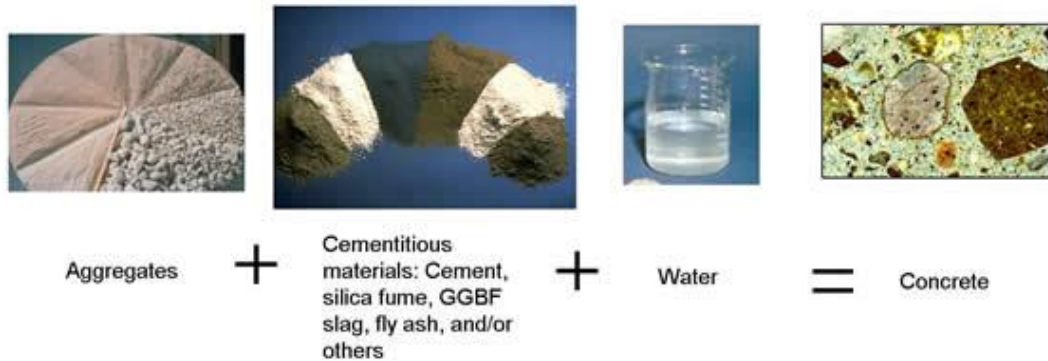 Aggregates
+
Cementitious
materials: Cement,
silica fume, GGBF
slag, fly ash, and/or
others
+
Water
=
Concrete